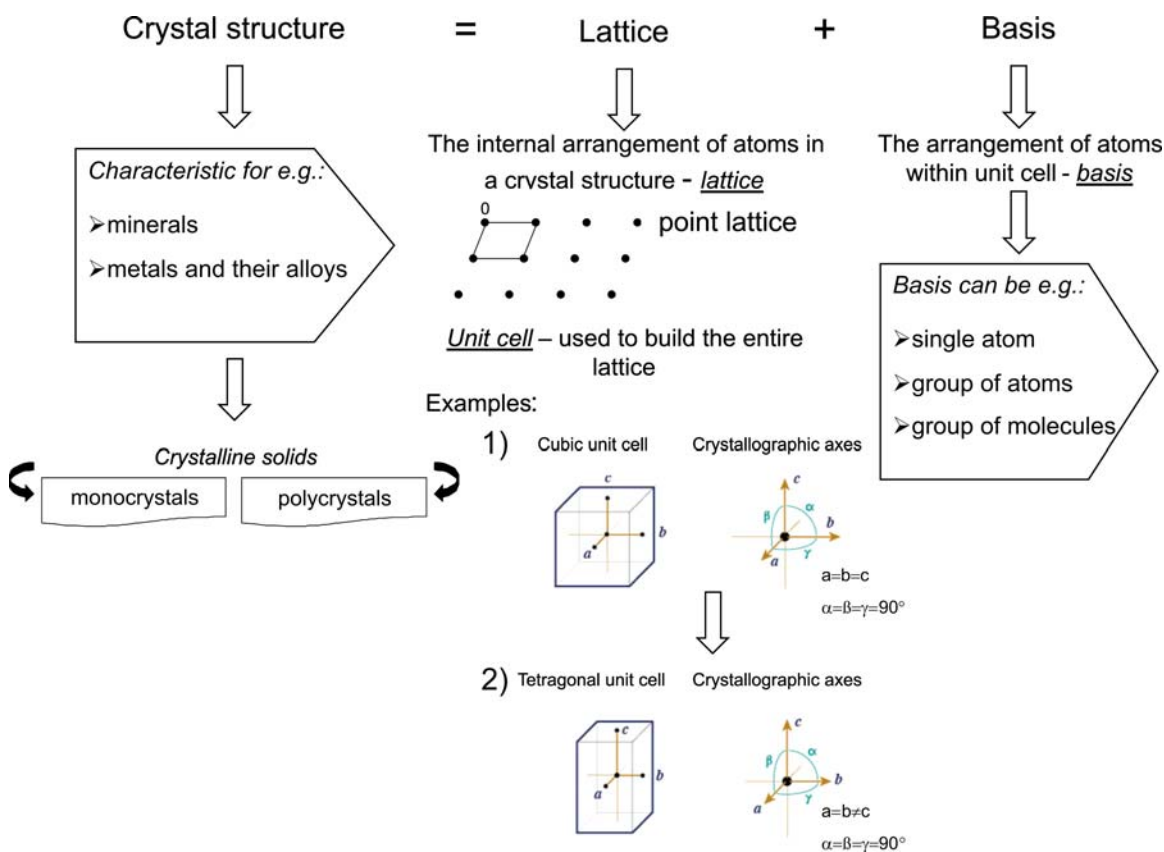 Crystal structure = Lattice + Basis
Characteristic for e.g.:
➢minerals
➢metals and their alloys
Crystalline solids
monocrystals
polycrystals
The internal arrangement of atoms in
a crystal structure - lattice
0
point lattice
Unit cell – used to build the entire
lattice
Examples:
1) Cubic unit cell Crystallographic axes
c
b
a
c
β α
b
a γ
a=b=c
α=ß=γ=90°
2) Tetragonal unit cell Crystallographic axes
c
b
a
c
β α
b
a γ
a=b≠c
α=ß=γ=90°
The arrangement of atoms
within unit cell - basis
Basis can be e.g.:
➢single atom
➢group of atoms
➢group of molecules